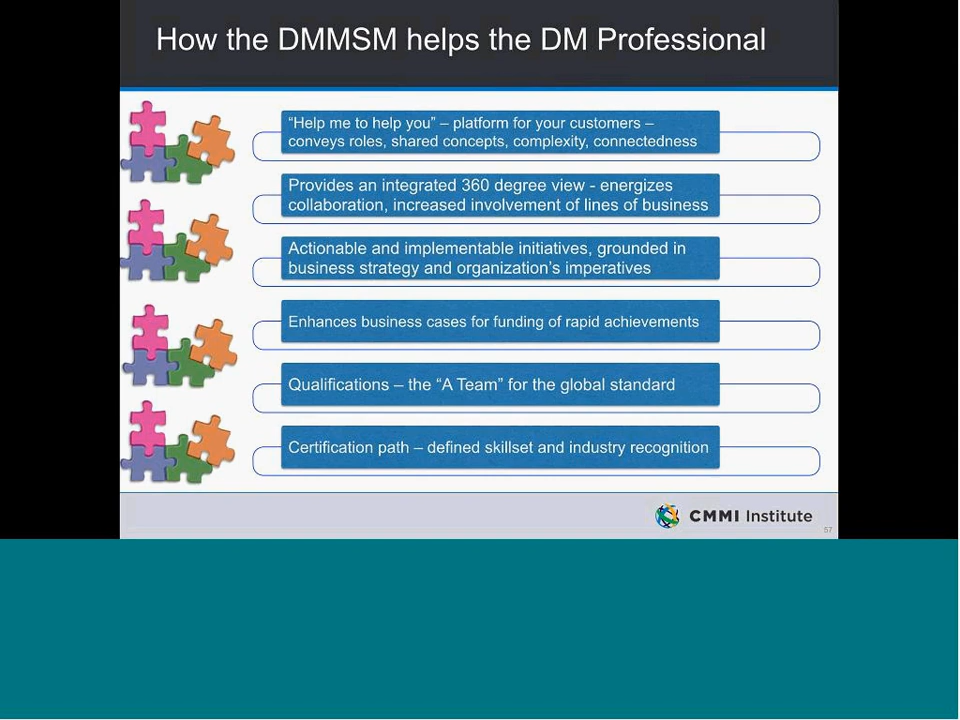 How the DMMSM helps the DM Professional
“Help me to help you” – platform for your customers –
conveys roles, shared concepts, complexity, connectedness
Provides an integrated 360 degree view - energizes
collaboration, increased involvement of lines of business
Actionable and implementable initiatives, grounded in
business strategy and organization’s imperatives
Enhances business cases for funding of rapid achievements
Qualifications – the “A Team” for the global standard
Certification path – defined skillset and industry recognition
CMMI Institute
57